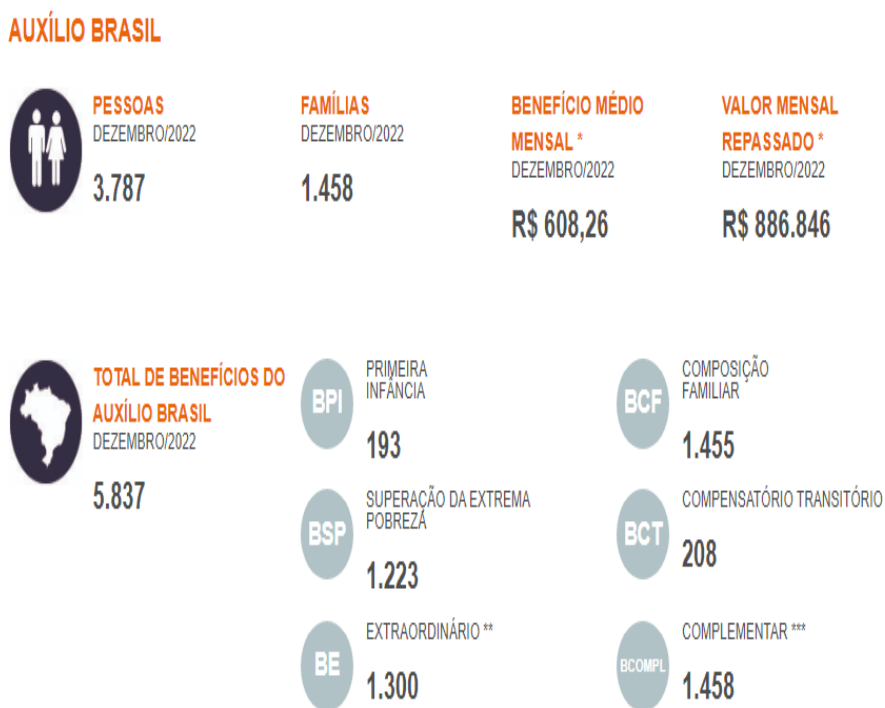 AUXÍLIO BRASIL
PESSOAS
DEZEMBRO/2022
3.787
FAMÍLIAS
DEZEMBRO/2022
1.458
BENEFÍCIO MÉDIO
MENSAL *
DEZEMBRO/2022
R$ 608,26
VALOR MENSAL
REPASSADO *
DEZEMBRO/2022
R$ 886.846
TOTAL DE BENEFÍCIOS DO
AUXÍLIO BRASIL
DEZEMBRO/2022
5.837
BPI
PRIMEIRA
INFÂNCIA
193
BCF
COMPOSIÇÃO
FAMILIAR
1.455
BSP
SUPERAÇÃO DA EXTREMA
POBREZA
1.223
BCT
COMPENSATÓRIO TRANSITÓRIO
208
BE
EXTRAORDINÁRIO **
1.300
BCOMPL
COMPLEMENTAR ***
1.458